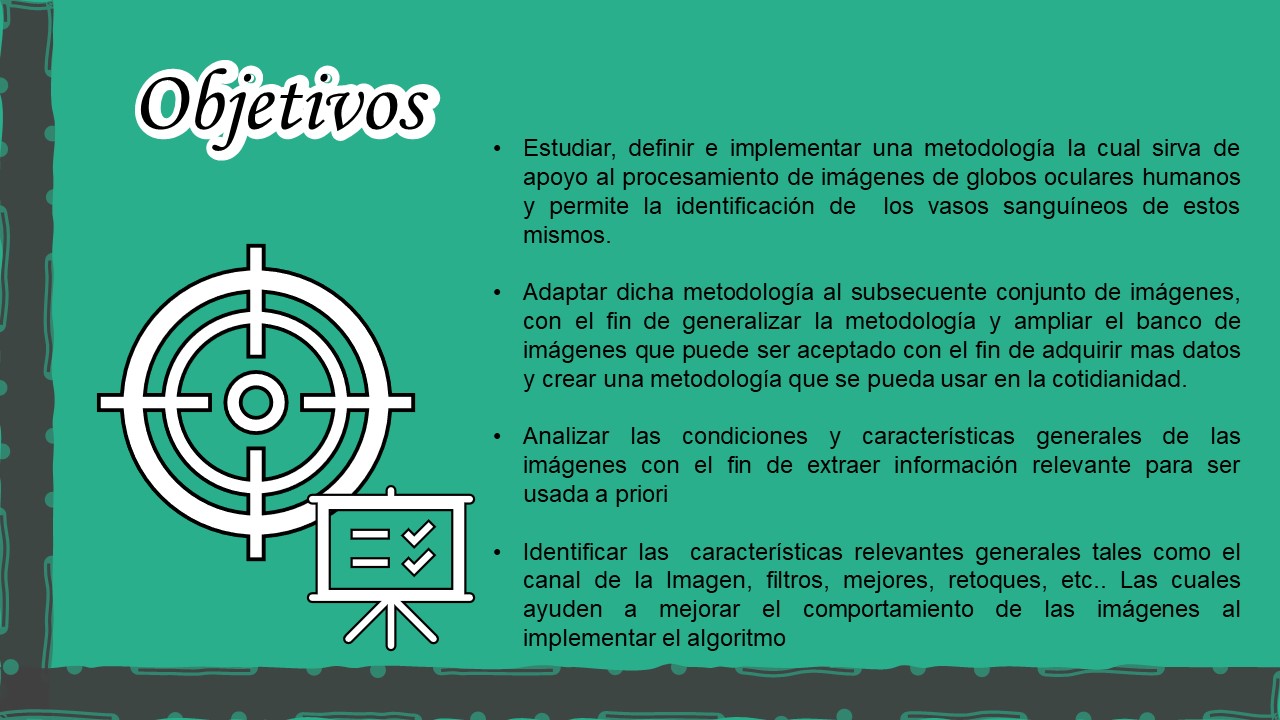 Objetivos
• Estudiar, definir e implementar una metodología la cual sirva de
apoyo al procesamiento de imágenes de globos oculares humanos
y permite la identificación de los vasos sanguíneos de estos
mismos.
• Adaptar dicha metodología al subsecuente conjunto de imágenes,
con el fin de generalizar la metodología y ampliar el banco de
imágenes que puede ser aceptado con el fin de adquirir mas datos
y crear una metodología que se pueda usar en la cotidianidad.
• Analizar las condiciones y características generales de las
imágenes con el fin de extraer información relevante para ser
usada a priori
• Identificar las características relevantes generales tales como el
canal de la Imagen, filtros, mejores, retoques, etc.. Las cuales
ayuden a mejorar el comportamiento de las imágenes al
implementar el algoritmo